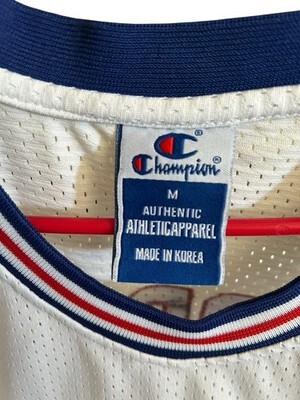 ®
Champion®
M
AUTHENTIC
ATHLETICAPPAREL
MADE IN KOREA